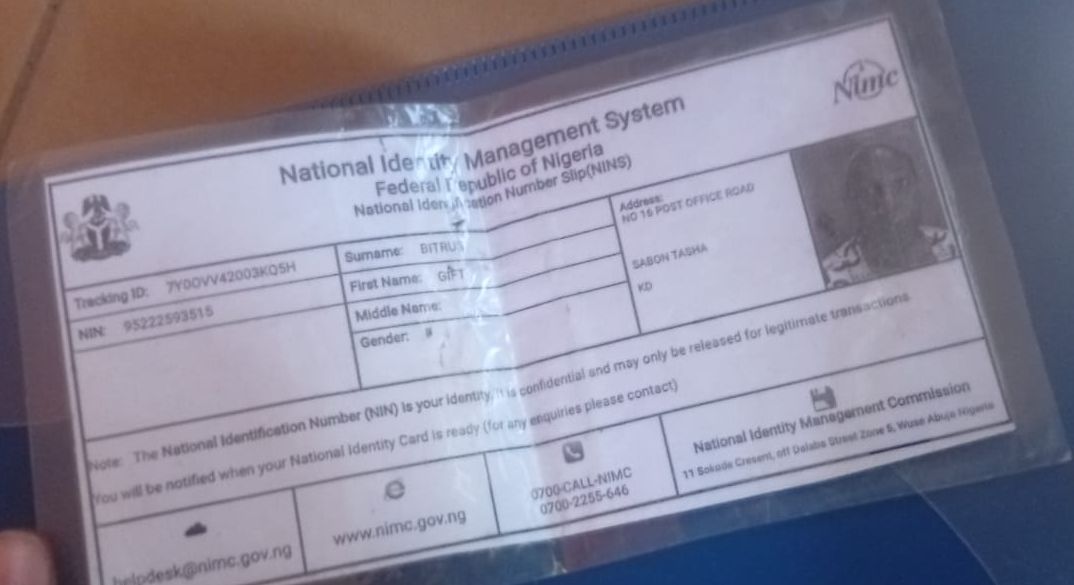 Nimc
National Identity Management System
Federal Republic of Nigeria
National Identification Number Slip(NINS)
Tracking ID: 7Y0OVV42003KQ5H
NIN: 95222593515
Surname: BITRUS
First Name: GIFT
Middle Name:
Gender:
Address:
NO 16 POST OFFICE ROAD
SABON TASHA
KD
Note: The National Identification Number (NIN) is your identity. It is confidential and may only be released for legitimate transactions
You will be notified when your National Identity Card is ready (for any enquiries please contact)
helpdesk@nimc.gov.ng
www.nimc.gov.ng
0700-CALL-NIMC
0700-2255-646
National Identity Management Commission
11 Sokode Cresent, off Dalaba Street Zone 5, Wuse Abuja Nigeria